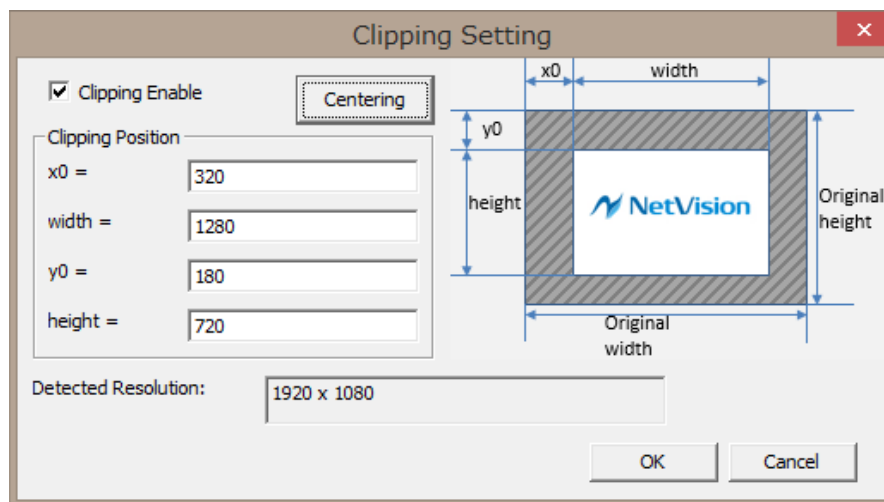 Clipping Setting
x
Clipping Enable
Centering
Clipping Position
x0 =
320
width =
1280
y0 =
180
height =
720
x0
width
y0
height
NetVision
Original
height
Original
width
Detected Resolution:
1920 x 1080
OK
Cancel